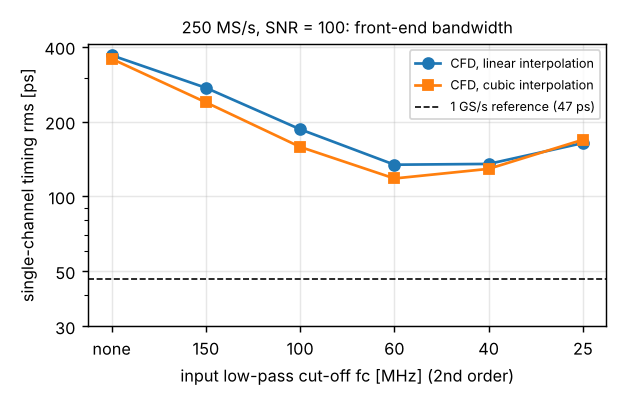 250 MS/s, SNR = 100: front-end bandwidth
400
200
100
50
30
single-channel timing rms [ps]
CFD, linear interpolation
CFD, cubic interpolation
1 GS/s reference (47 ps)
none 150 100 60 40 25
input low-pass cut-off fc [MHz] (2nd order)